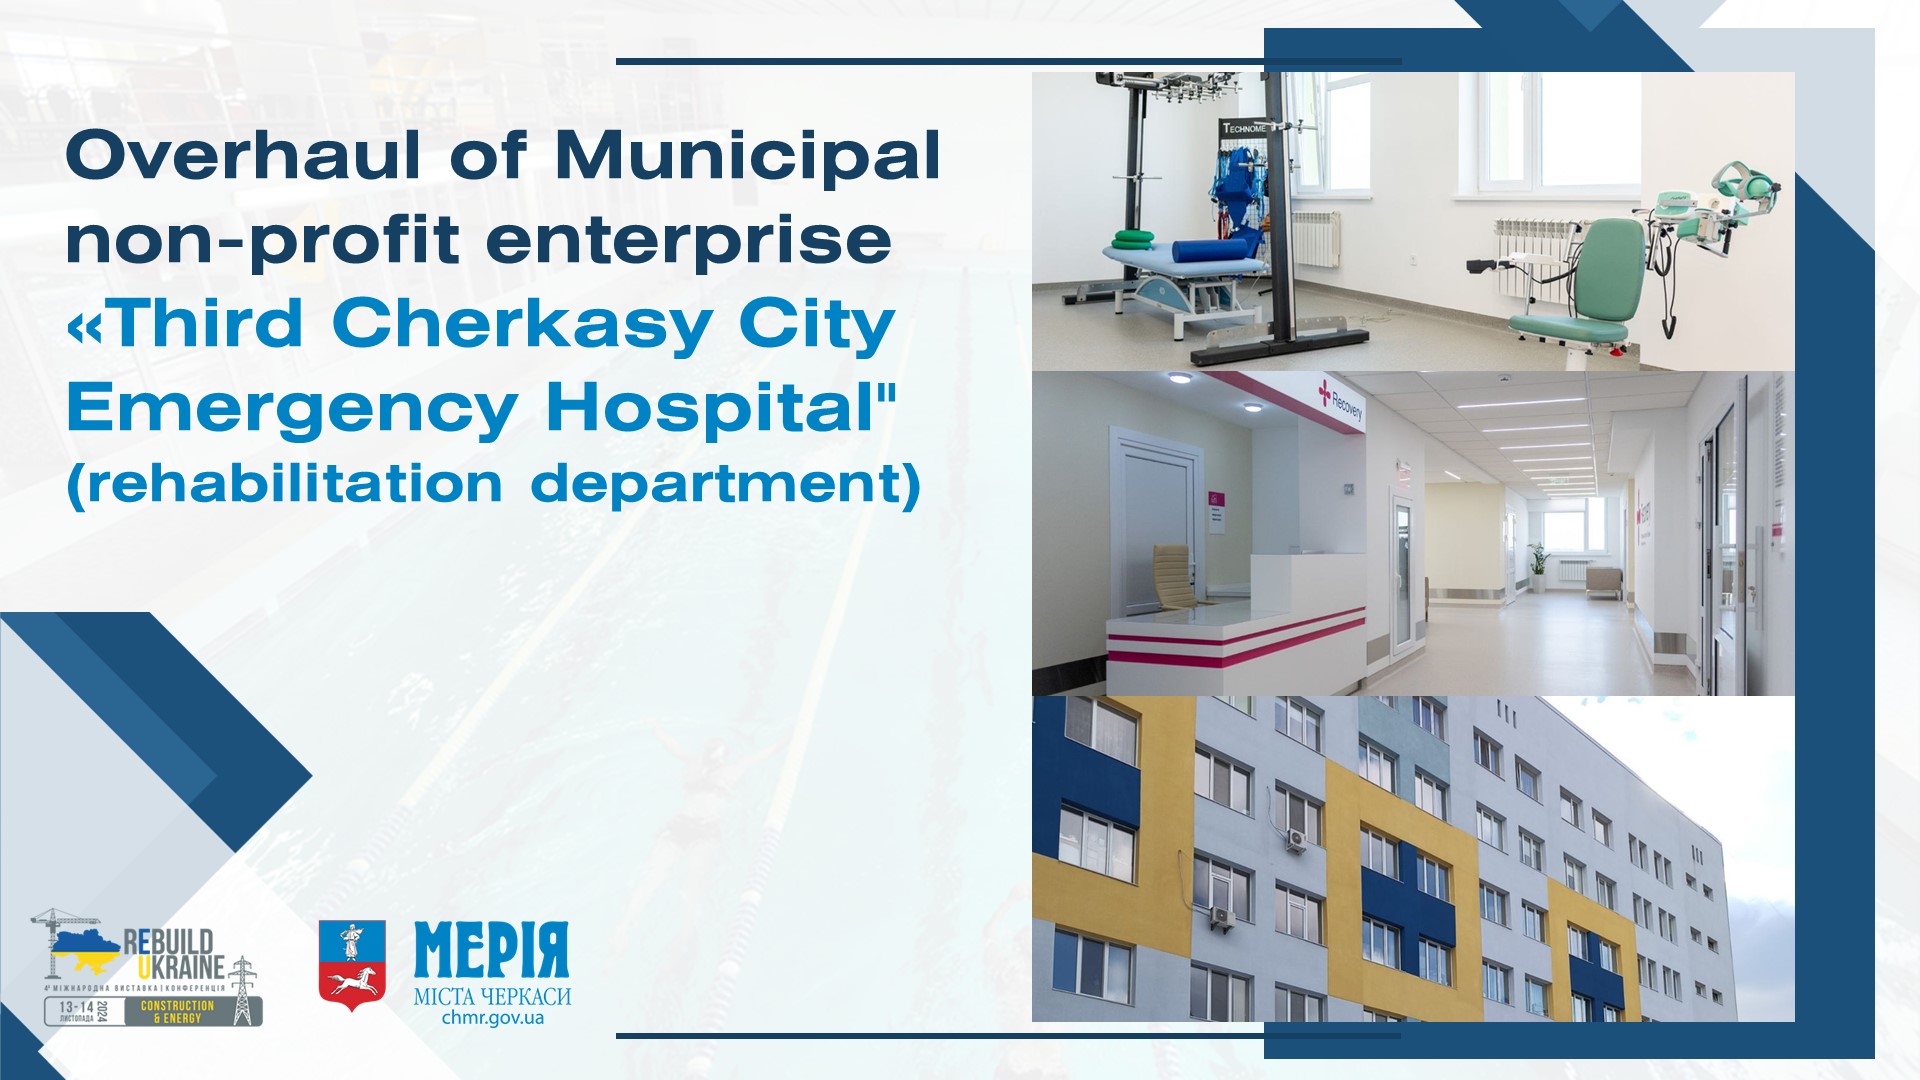 Overhaul of Municipal
non-profit enterprise
«Third Cherkasy City
Emergency Hospital"
(rehabilitation department)
TECHNOME
Recovery
REBUILD
UKRAINE
4ª МІЖНАРОДНА ВИСТАВКА | КОНФЕРЕНЦІЯ
13-14
ЛИСТОПАДА
2024
CONSTRUCTION
& ENERGY
МЕРІЯ
МІСТА ЧЕРКАСИ
chmr.gov.ua